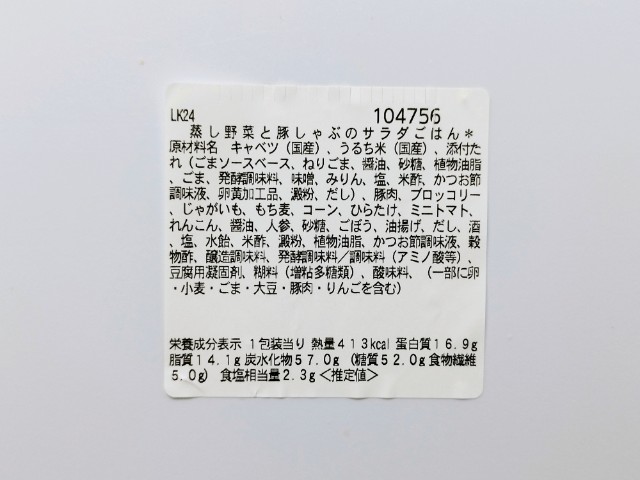 LK24 104756
蒸し野菜と豚しゃぶのサラダごはん＊
原材料名 キャベツ（国産）、うるち米（国産）、添付た
れ（ごまソースベース、ねりごま、醤油、砂糖、植物油脂
、ごま、発酵調味料、味噌、みりん、塩、米酢、かつお節
調味液、卵黄加工品、澱粉、だし）、豚肉、ブロッコリー
、じゃがいも、もち麦、コーン、ひらたけ、ミニトマト、
れんこん、醤油、人参、砂糖、ごぼう、油揚げ、だし、酒
、塩、水飴、米酢、澱粉、植物油脂、かつお節調味液、穀
物酢、醸造調味料、発酵調味料／調味料（アミノ酸等）、
豆腐用凝固剤、糊料（増粘多糖類）、酸味料、（一部に卵
・小麦・ごま・大豆・豚肉・りんごを含む）
栄養成分表示 1包装当り 熱量413kcal 蛋白質16.9g
脂質14.1g 炭水化物57.0g （糖質52.0g 食物繊維
5.0g） 食塩相当量2.3g＜推定値＞